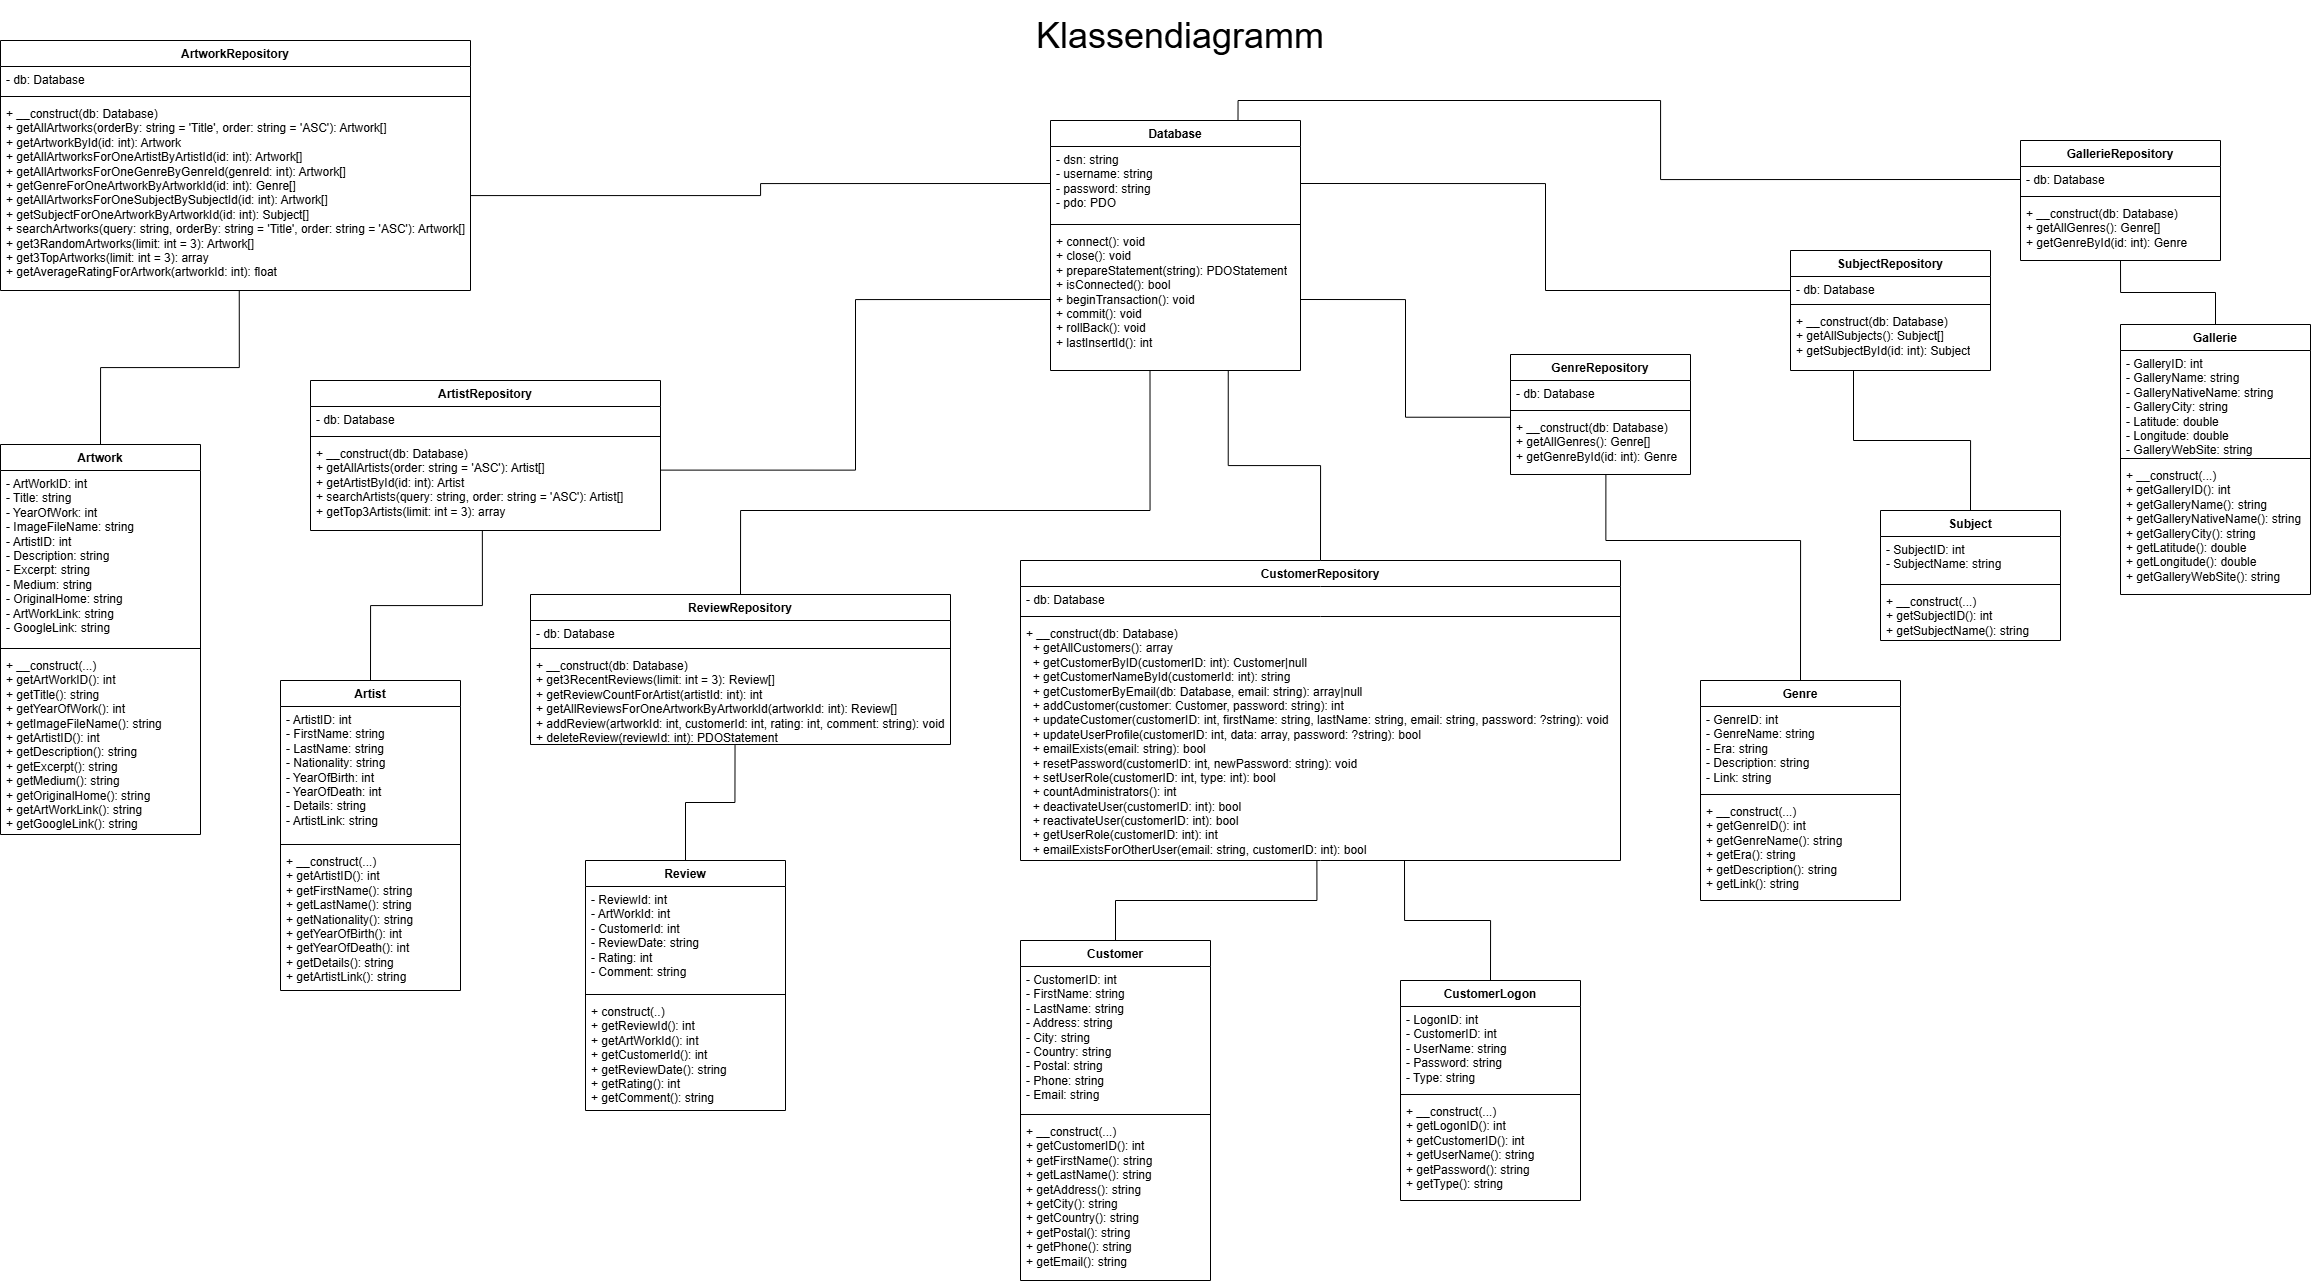 Klassendiagramm
ArtworkRepository
- db: Database
+ __construct(db: Database)
+ getAllArtworks(orderBy: string = 'Title', order: string = 'ASC'): Artwork[]
+ getArtworkById(id: int): Artwork
+ getAllArtworksForOneArtistByArtistId(id: int): Artwork[]
+ getAllArtworksForOneGenreByGenreId(genreId: int): Artwork[]
+ getGenreForOneArtworkByArtworkId(id: int): Genre[]
+ getAllArtworksForOneSubjectBySubjectId(id: int): Artwork[]
+ getSubjectForOneArtworkByArtworkId(id: int): Subject[]
+ searchArtworks(query: string, orderBy: string = 'Title', order: string = 'ASC'): Artwork[]
+ get3RandomArtworks(limit: int = 3): Artwork[]
+ get3TopArtworks(limit: int = 3): array
+ getAverageRatingForArtwork(artworkId: int): float
Database
- dsn: string
- username: string
- password: string
- pdo: PDO
+ connect(): void
+ close(): void
+ prepareStatement(string): PDOStatement
+ isConnected(): bool
+ beginTransaction(): void
+ commit(): void
+ rollBack(): void
+ lastInsertId(): int
GallerieRepository
- db: Database
+ __construct(db: Database)
+ getAllGenres(): Genre[]
+ getGenreById(id: int): Genre
SubjectRepository
- db: Database
+ __construct(db: Database)
+ getAllSubjects(): Subject[]
+ getSubjectById(id: int): Subject
Gallerie
- GalleryID: int
- GalleryName: string
- GalleryNativeName: string
- GalleryCity: string
- Latitude: double
- Longitude: double
- GalleryWebSite: string
+ __construct(...)
+ getGalleryID(): int
+ getGalleryName(): string
+ getGalleryNativeName(): string
+ getGalleryCity(): string
+ getLatitude(): double
+ getLongitude(): double
+ getGalleryWebSite(): string
GenreRepository
- db: Database
+ __construct(db: Database)
+ getAllGenres(): Genre[]
+ getGenreById(id: int): Genre
ArtistRepository
- db: Database
+ __construct(db: Database)
+ getAllArtists(order: string = 'ASC'): Artist[]
+ getArtistById(id: int): Artist
+ searchArtists(query: string, order: string = 'ASC'): Artist[]
+ getTop3Artists(limit: int = 3): array
Artwork
- ArtWorkID: int
- Title: string
- YearOfWork: int
- ImageFileName: string
- ArtistID: int
- Description: string
- Excerpt: string
- Medium: string
- OriginalHome: string
- ArtWorkLink: string
- GoogleLink: string
+ __construct(...)
+ getArtWorkID(): int
+ getTitle(): string
+ getYearOfWork(): int
+ getImageFileName(): string
+ getArtistID(): int
+ getDescription(): string
+ getExcerpt(): string
+ getMedium(): string
+ getOriginalHome(): string
+ getArtWorkLink(): string
+ getGoogleLink(): string
Subject
- SubjectID: int
- SubjectName: string
+ __construct(...)
+ getSubjectID(): int
+ getSubjectName(): string
CustomerRepository
- db: Database
+ __construct(db: Database)
+ getAllCustomers(): array
+ getCustomerByID(customerID: int): Customer|null
+ getCustomerNameById(customerId: int): string
+ getCustomerByEmail(db: Database, email: string): array|null
+ addCustomer(customer: Customer, password: string): int
+ updateCustomer(customerID: int, firstName: string, lastName: string, email: string, password: ?string): void
+ updateUserProfile(customerID: int, data: array, password: ?string): bool
+ emailExists(email: string): bool
+ resetPassword(customerID: int, newPassword: string): void
+ setUserRole(customerID: int, type: int): bool
+ countAdministrators(): int
+ deactivateUser(customerID: int): bool
+ reactivateUser(customerID: int): bool
+ getUserRole(customerID: int): int
+ emailExistsForOtherUser(email: string, customerID: int): bool
ReviewRepository
- db: Database
+ __construct(db: Database)
+ get3RecentReviews(limit: int = 3): Review[]
+ getReviewCountForArtist(artistId: int): int
+ getAllReviewsForOneArtworkByArtworkId(artworkId: int): Review[]
+ addReview(artworkId: int, customerId: int, rating: int, comment: string): void
+ deleteReview(reviewId: int): PDOStatement
Artist
- ArtistID: int
- FirstName: string
- LastName: string
- Nationality: string
- YearOfBirth: int
- YearOfDeath: int
- Details: string
- ArtistLink: string
+ __construct(...)
+ getArtistID(): int
+ getFirstName(): string
+ getLastName(): string
+ getNationality(): string
+ getYearOfBirth(): int
+ getYearOfDeath(): int
+ getDetails(): string
+ getArtistLink(): string
Genre
- GenreID: int
- GenreName: string
- Era: string
- Description: string
- Link: string
+ __construct(...)
+ getGenreID(): int
+ getGenreName(): string
+ getEra(): string
+ getDescription(): string
+ getLink(): string
Review
- ReviewId: int
- ArtWorkId: int
- CustomerId: int
- ReviewDate: string
- Rating: int
- Comment: string
+ construct(..)
+ getReviewId(): int
+ getArtWorkId(): int
+ getCustomerId(): int
+ getReviewDate(): string
+ getRating(): int
+ getComment(): string
Customer
- CustomerID: int
- FirstName: string
- LastName: string
- Address: string
- City: string
- Country: string
- Postal: string
- Phone: string
- Email: string
+ __construct(...)
+ getCustomerID(): int
+ getFirstName(): string
+ getLastName(): string
+ getAddress(): string
+ getCity(): string
+ getCountry(): string
+ getPostal(): string
+ getPhone(): string
+ getEmail(): string
CustomerLogon
- LogonID: int
- CustomerID: int
- UserName: string
- Password: string
- Type: string
+ __construct(...)
+ getLogonID(): int
+ getCustomerID(): int
+ getUserName(): string
+ getPassword(): string
+ getType(): string